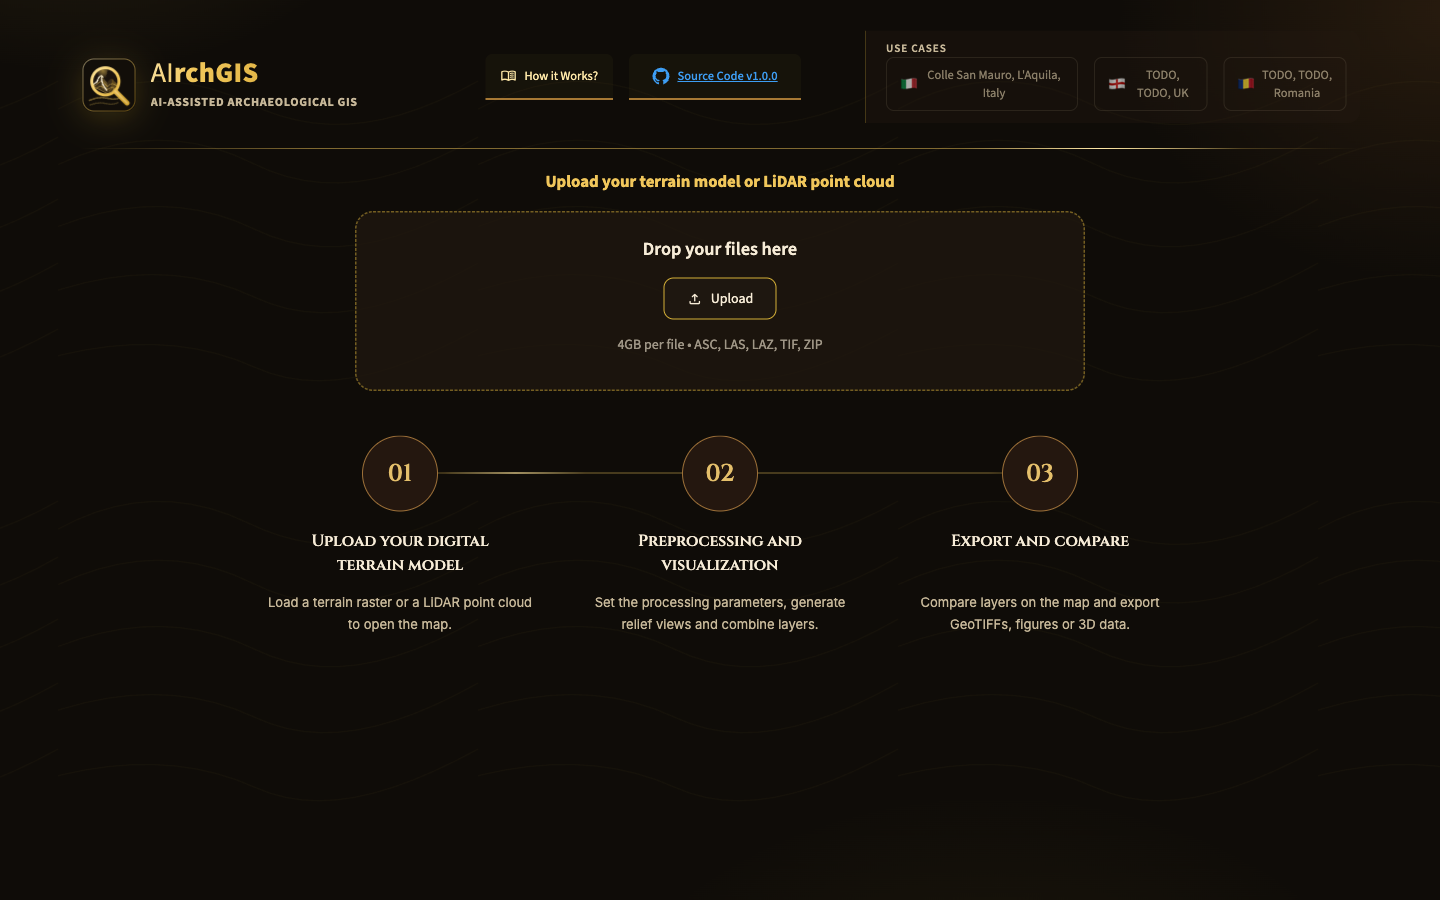 AIrchGIS
AI-ASSISTED ARCHAEOLOGICAL GIS
How it Works?
Source Code v1.0.0
USE CASES
Colle San Mauro, L'Aquila,
Italy
TODO,
TODO, UK
TODO, TODO,
Romania
Upload your terrain model or LiDAR point cloud
Drop your files here
Upload
4GB per file • ASC, LAS, LAZ, TIF, ZIP
01
Upload your digital
terrain model
Load a terrain raster or a LiDAR point cloud
to open the map.
02
Preprocessing and
visualization
Set the processing parameters, generate
relief views and combine layers.
03
Export and compare
Compare layers on the map and export
GeoTIFFs, figures or 3D data.